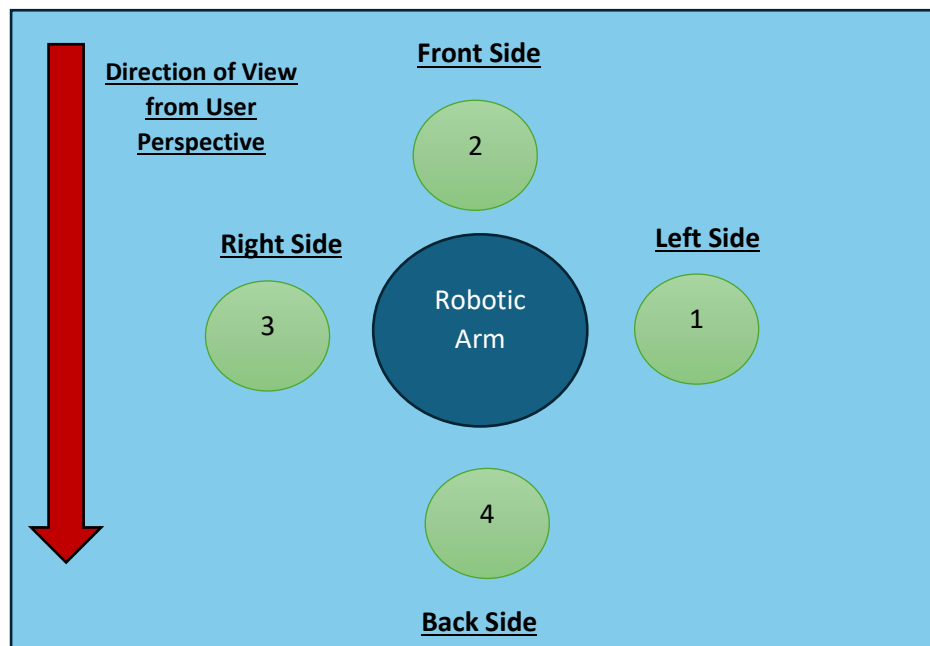 Front Side
Direction of View
from User
Perspective
2
Right Side
Left Side
3
Robotic
Arm
1
4
Back Side